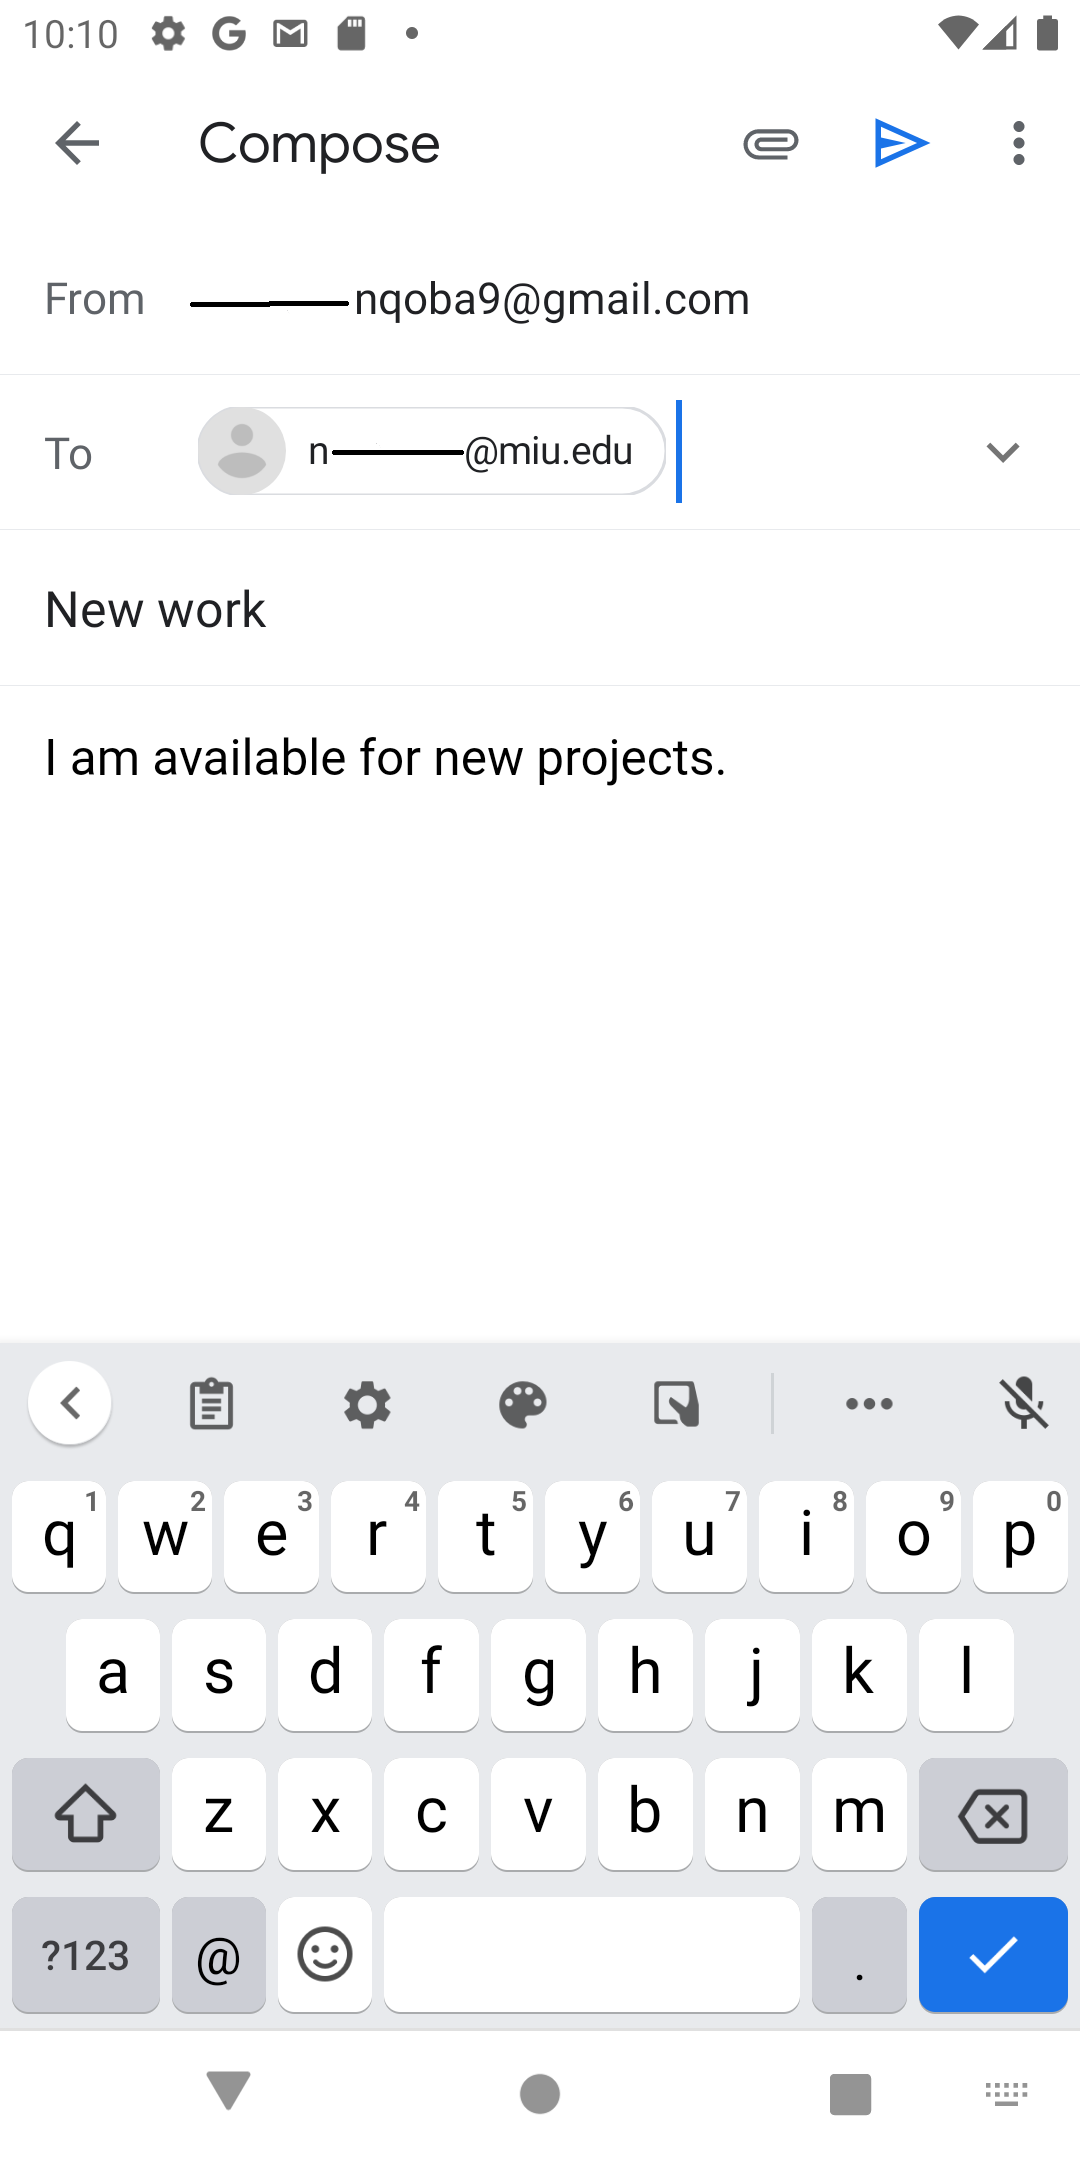 10:10
Compose
From nqoba9@gmail.com
To n @miu.edu
New work
I am available for new projects.
q 1 w 2 e 3 r 4 t 5 y 6 u 7 i 8 o 9 p 0
a s d f g h j k l
z x c v b n m
?123 @ .